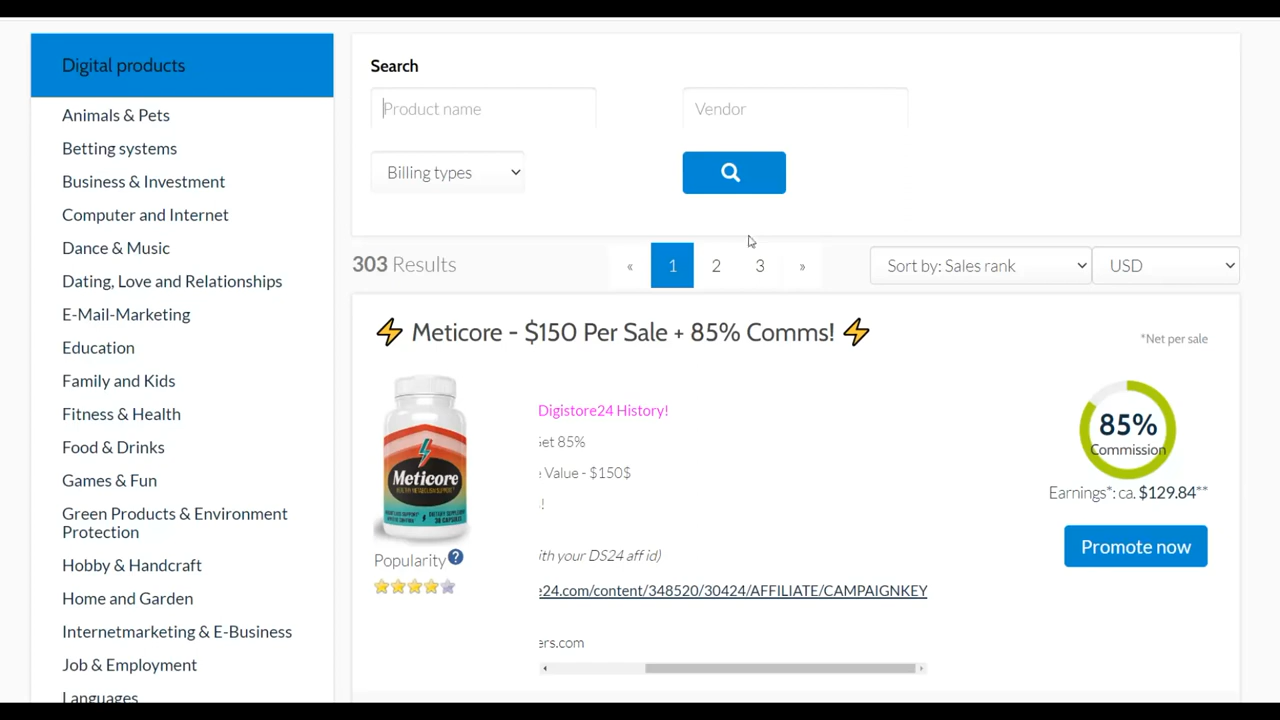 Digital products
Animals & Pets
Betting systems
Business & Investment
Computer and Internet
Dance & Music
Dating, Love and Relationships
E-Mail-Marketing
Education
Family and Kids
Fitness & Health
Food & Drinks
Games & Fun
Green Products & Environment
Protection
Hobby & Handcraft
Home and Garden
Internetmarketing & E-Business
Job & Employment
Languages
Search
Product name
Vendor
Billing types
303 Results
« 1 2 3 »
Sort by: Sales rank
USD
Meticore - $150 Per Sale + 85% Comms!
*Net per sale
Meticore
Popularity
Digistore24 History!
Get 85%
e Value - $150$
!
ith your DS24 aff id)
e24.com/content/348520/30424/AFFILIATE/CAMPAIGNKEY
ers.com
85%
Commission
Earnings*: ca. $129.84**
Promote now